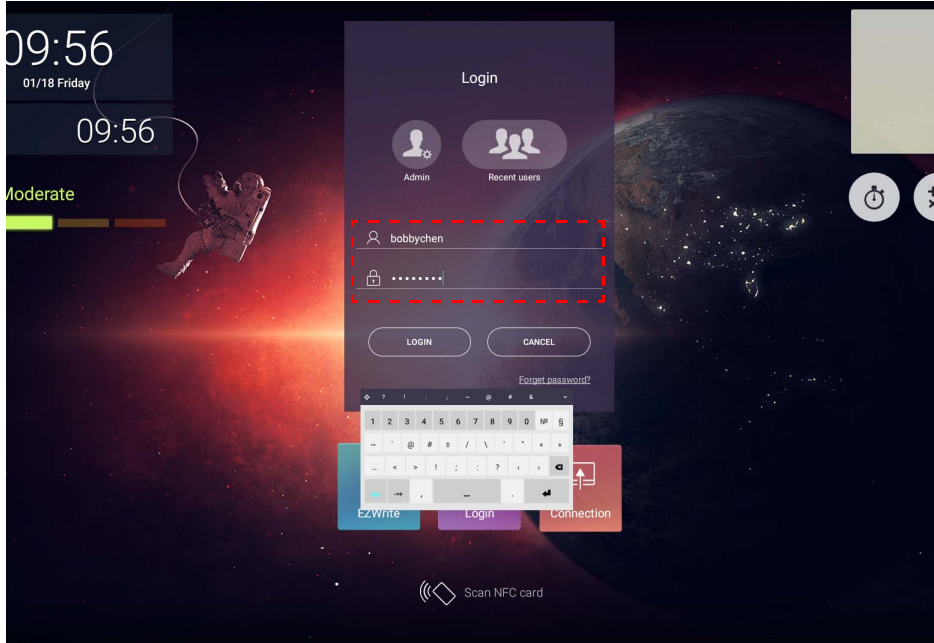 09:56
01/18 Friday
09:56
Moderate
Login
Admin
Recent users
bobbychen
LOGIN
CANCEL
Forget password?
? ! : ; ~ @ # &
1 2 3 4 5 6 7 8 9 0 № §
~ ` @ # ± / \ ' " « »
_ < > ! ; : ? ‹ ›
, .
EZWrite
Login
Connection
Scan NFC card